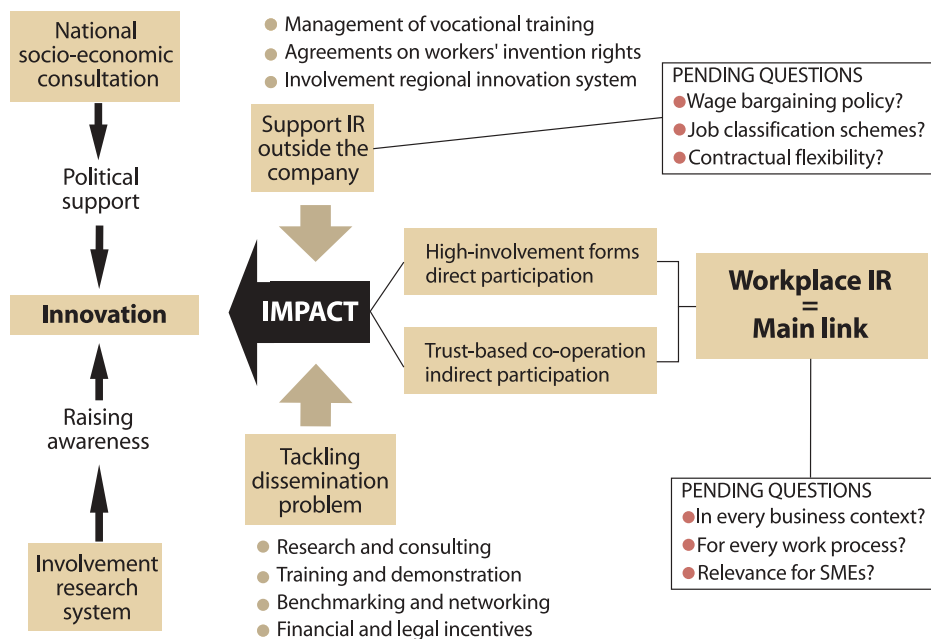 National
socio-economic
consultation
Political
support
Innovation
Raising
awareness
Involvement
research
system
Management of vocational training
Agreements on workers' invention rights
Involvement regional innovation system
Support IR
outside the
company
IMPACT
Tackling
dissemination
problem
Research and consulting
Training and demonstration
Benchmarking and networking
Financial and legal incentives
High-involvement forms
direct participation
Trust-based co-operation
indirect participation
PENDING QUESTIONS
Wage bargaining policy?
Job classification schemes?
Contractual flexibility?
Workplace IR
=
Main link
PENDING QUESTIONS
In every business context?
For every work process?
Relevance for SMEs?